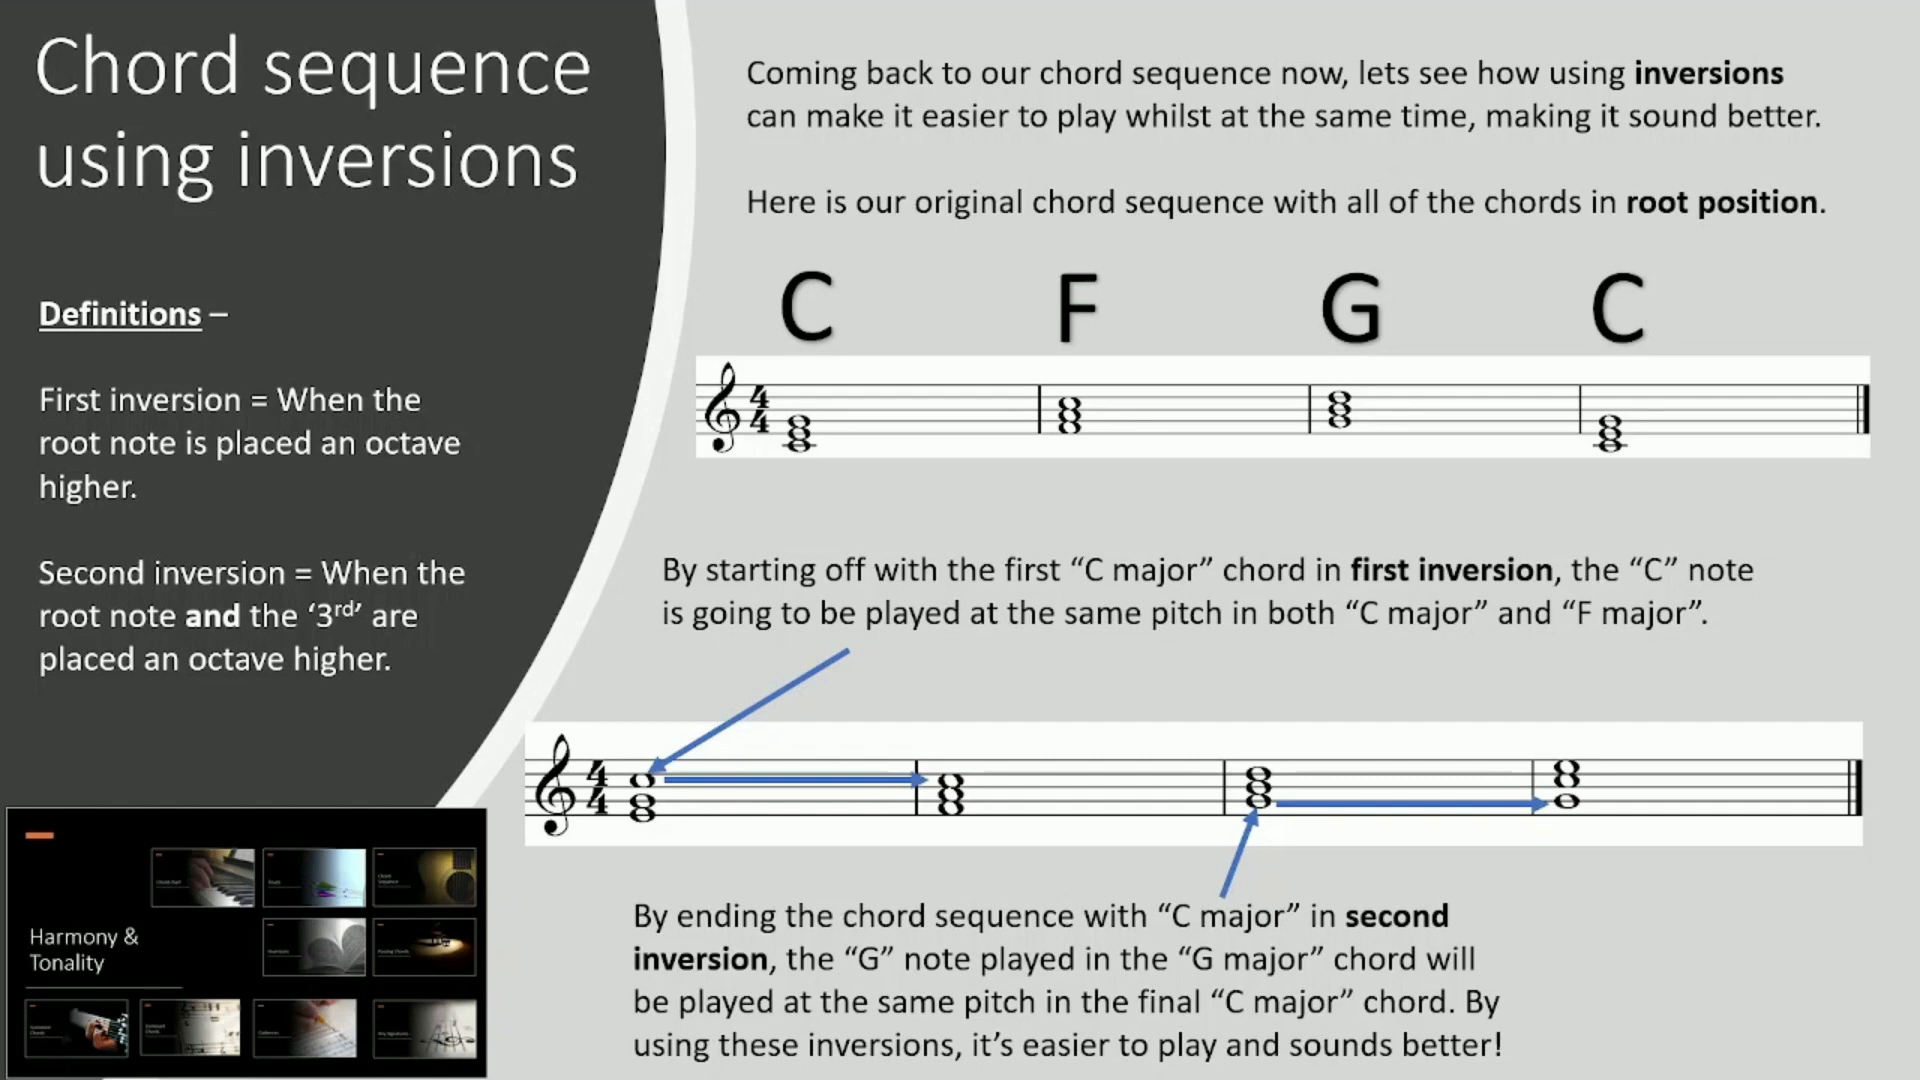 Chord sequence
using inversions
Definitions –
First inversion = When the
root note is placed an octave
higher.
Second inversion = When the
root note and the ‘3rd’ are
placed an octave higher.
Coming back to our chord sequence now, lets see how using inversions
can make it easier to play whilst at the same time, making it sound better.
Here is our original chord sequence with all of the chords in root position.
C F G C
4
4
By starting off with the first “C major” chord in first inversion, the “C” note
is going to be played at the same pitch in both “C major” and “F major”.
4
4
By ending the chord sequence with “C major” in second
inversion, the “G” note played in the “G major” chord will
be played at the same pitch in the final “C major” chord. By
using these inversions, it’s easier to play and sounds better!
Harmony &
Tonality